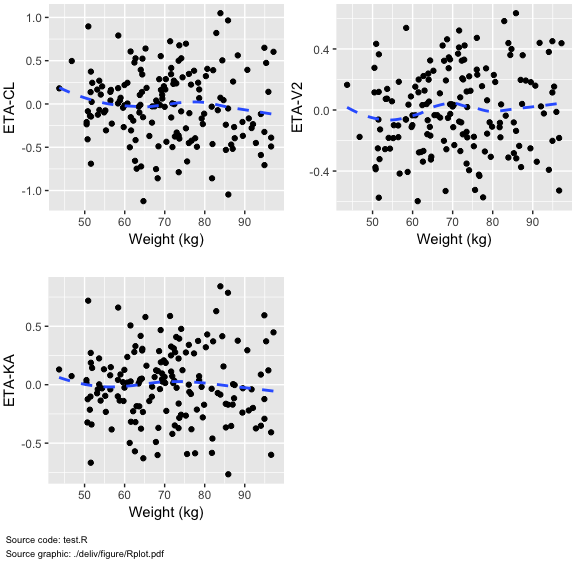 1.0
0.5
0.0
-0.5
-1.0
ETA-CL
50 60 70 80 90
Weight (kg)
0.4
0.0
-0.4
ETA-V2
50 60 70 80 90
Weight (kg)
0.5
0.0
-0.5
ETA-KA
50 60 70 80 90
Weight (kg)
Source code: test.R
Source graphic: ./deliv/figure/Rplot.pdf